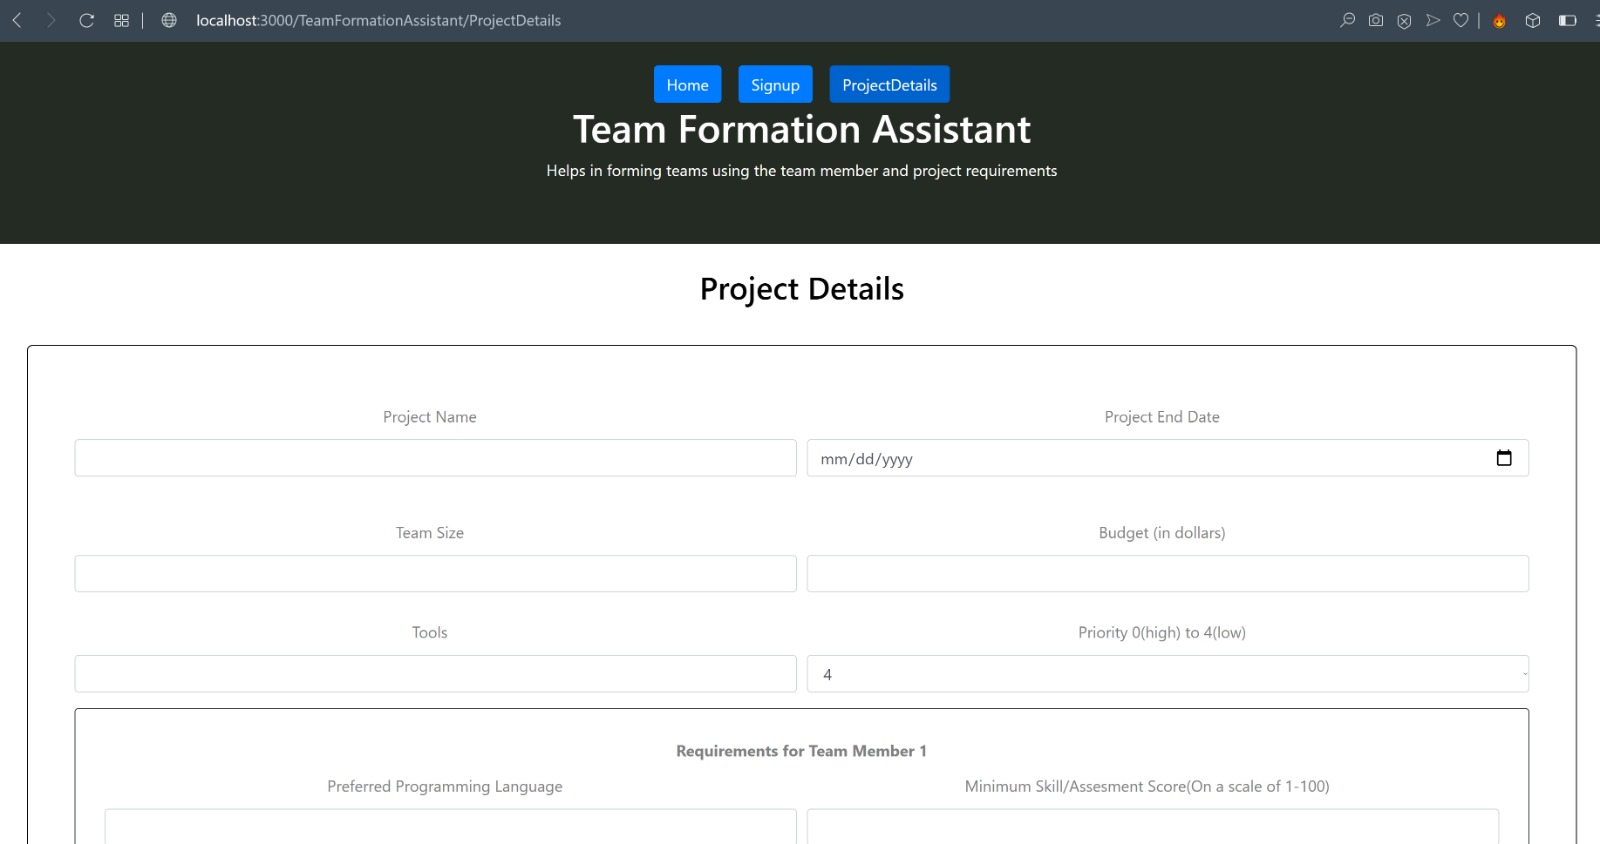 localhost:3000/TeamFormationAssistant/ProjectDetails
Home Signup ProjectDetails
Team Formation Assistant
Helps in forming teams using the team member and project requirements
Project Details
Project Name Project End Date
mm/dd/yyyy
Team Size Budget (in dollars)
Tools Priority 0(high) to 4(low)
4
Requirements for Team Member 1
Preferred Programming Language Minimum Skill/Assesment Score(On a scale of 1-100)